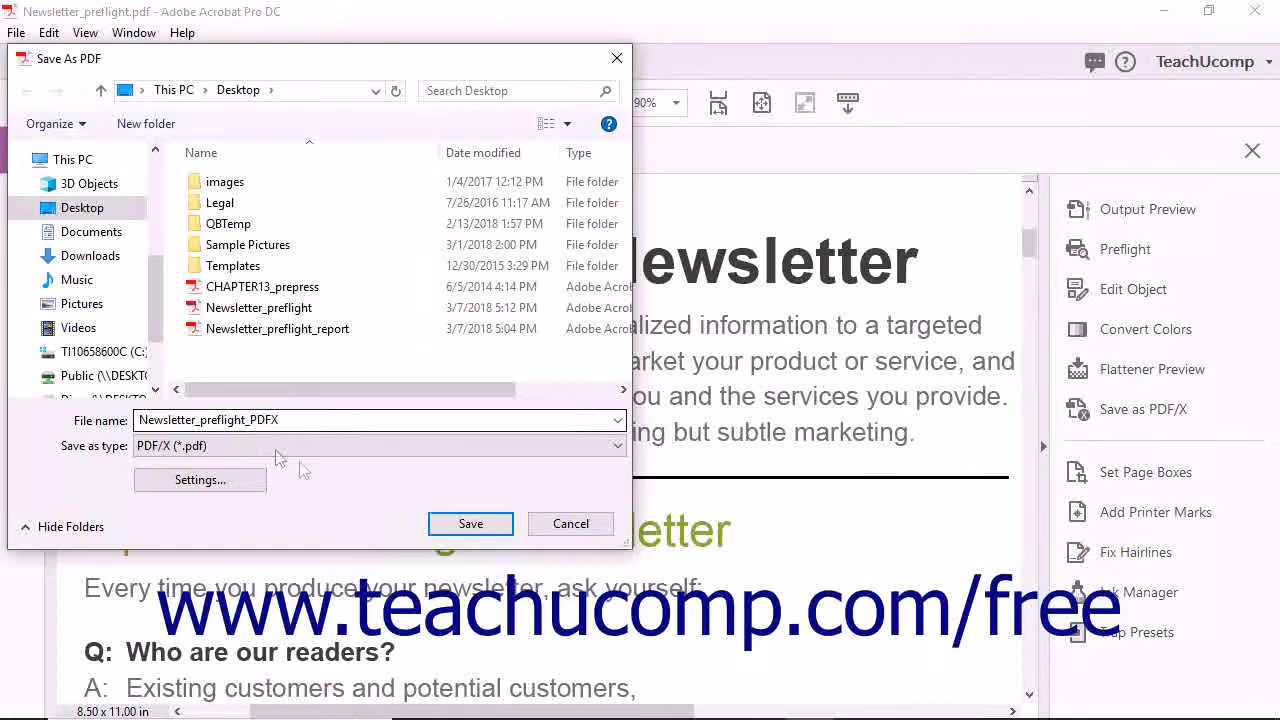 Newsletter_preflight.pdf - Adobe Acrobat Pro DC
File Edit View Window Help
Save As PDF
TeachUcomp
This PC Desktop
Search Desktop
90%
Organize New folder
Name Date modified Type
This PC
3D Objects
Desktop
Documents
Downloads
Music
Pictures
Videos
TI10658600C (C:)
Public (\\DESKTO
images 1/4/2017 12:12 PM File folder
Legal 7/26/2016 11:17 AM File folder
QBTemp 2/13/2018 1:57 PM File folder
Sample Pictures 3/1/2018 2:00 PM File folder
Templates 12/30/2015 3:29 PM File folder
CHAPTER13_prepress 6/5/2014 4:14 PM Adobe Acrob
Newsletter_preflight 3/7/2018 5:12 PM Adobe Acrob
Newsletter_preflight_report 3/7/2018 5:04 PM Adobe Acrob
File name: Newsletter_preflight_PDFX
Save as type: PDF/X (*.pdf)
Settings...
Hide Folders
Save Cancel
ewsletter
alized information to a targeted
arket your product or service, and
ou and the services you provide.
ing but subtle marketing.
letter
Every time you produce your newsletter, ask yourself:
www.teachucomp.com/free
Q: Who are our readers?
A: Existing customers and potential customers,
8.50 x 11.00 in
Output Preview
Preflight
Edit Object
Convert Colors
Flattener Preview
Save as PDF/X
Set Page Boxes
Add Printer Marks
Fix Hairlines
Ink Manager
Trap Presets